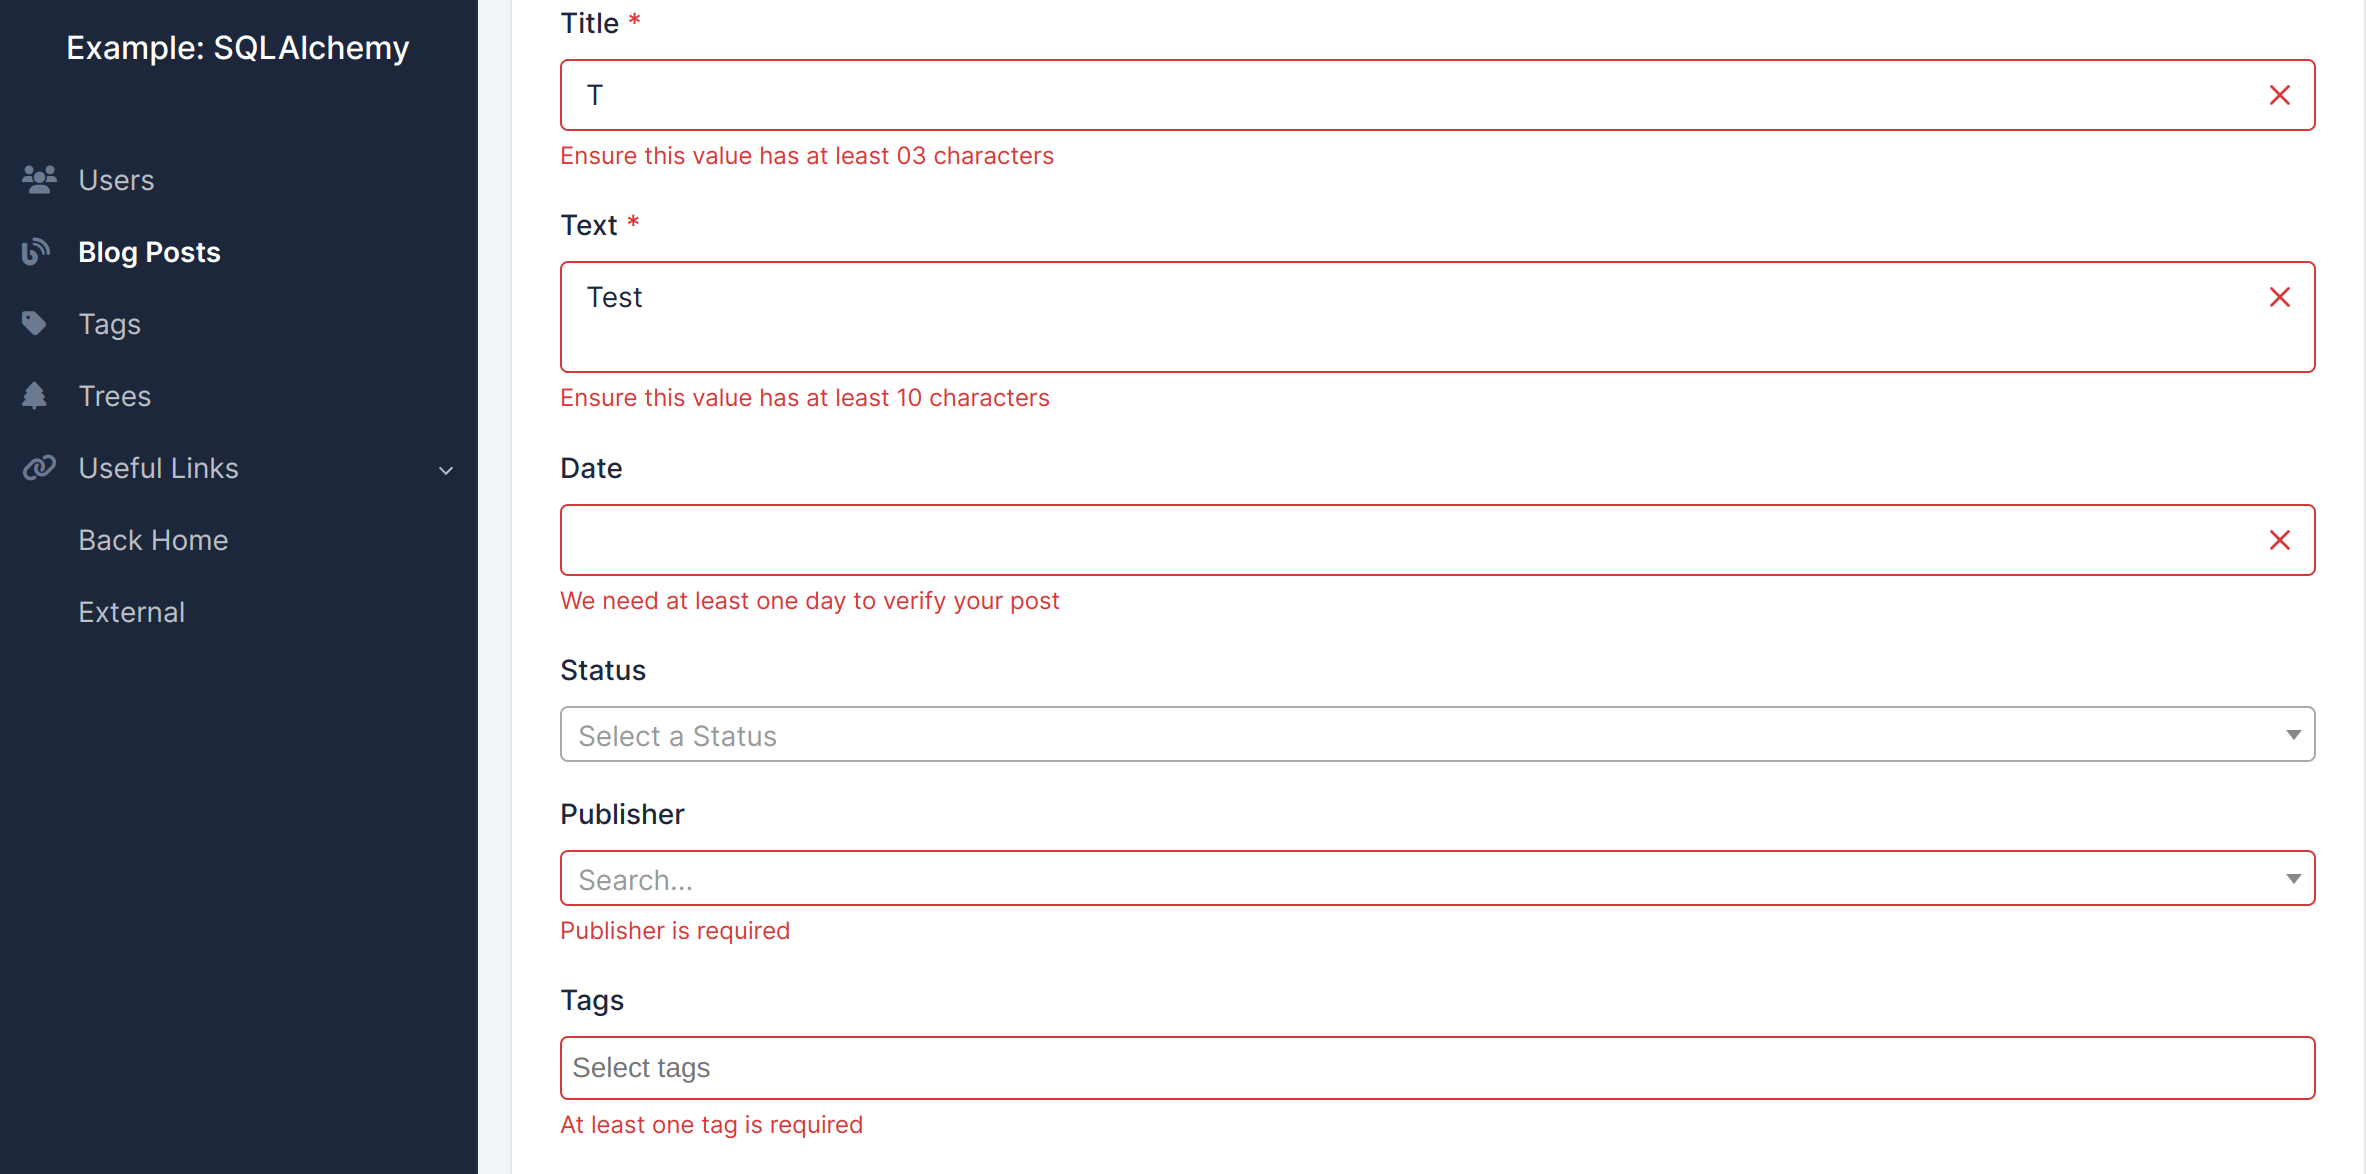 Example: SQLAlchemy
Users
Blog Posts
Tags
Trees
Useful Links
Back Home
External
Title *
T
Ensure this value has at least 03 characters
Text *
Test
Ensure this value has at least 10 characters
Date
We need at least one day to verify your post
Status
Select a Status
Publisher
Search...
Publisher is required
Tags
Select tags
At least one tag is required